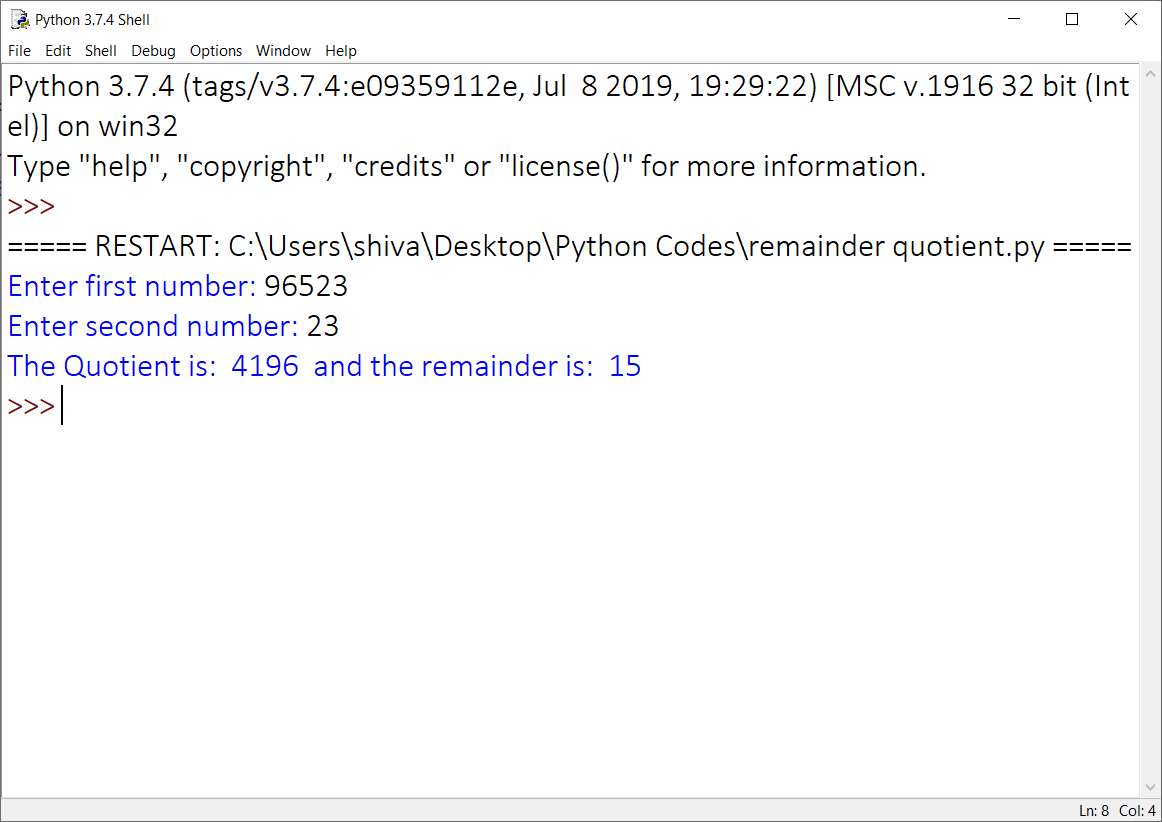 Python 3.7.4 Shell
File Edit Shell Debug Options Window Help
Python 3.7.4 (tags/v3.7.4:e09359112e, Jul  8 2019, 19:29:22) [MSC v.1916 32 bit (Int
el)] on win32
Type "help", "copyright", "credits" or "license()" for more information.
>>>
===== RESTART: C:\Users\shiva\Desktop\Python Codes\remainder quotient.py =====
Enter first number: 96523
Enter second number: 23
The Quotient is:  4196  and the remainder is:  15
>>>
Ln: 8 Col: 4